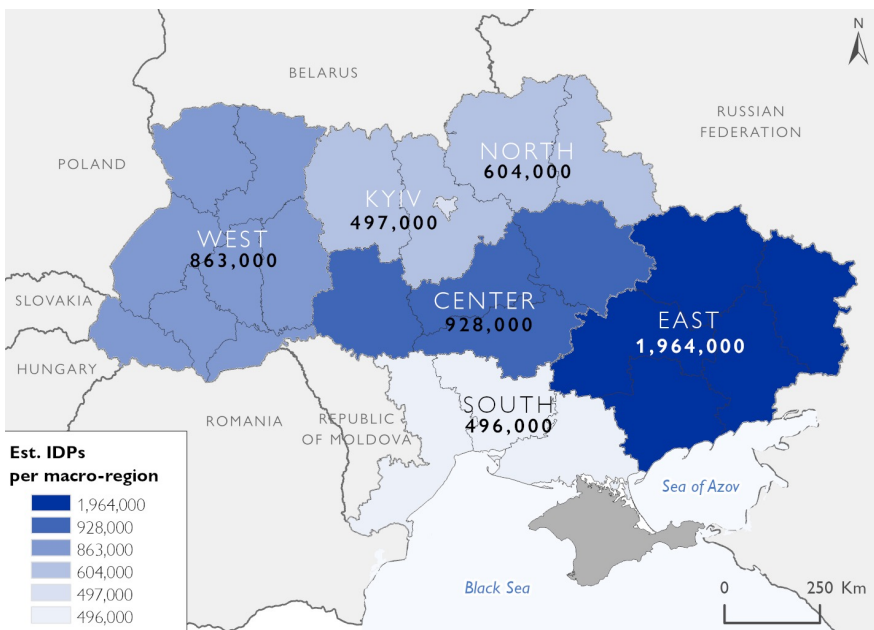 N
BELARUS
RUSSIAN
FEDERATION
POLAND
NORTH
604,000
KYIV
497,000
WEST
863,000
SLOVAKIA
CENTER
928,000
EAST
1,964,000
HUNGARY
ROMANIA
REPUBLIC
OF MOLDOVA
SOUTH
496,000
Sea of Azov
Black Sea
Est. IDPs
per macro-region
1,964,000
928,000
863,000
604,000
497,000
496,000
0 250 Km